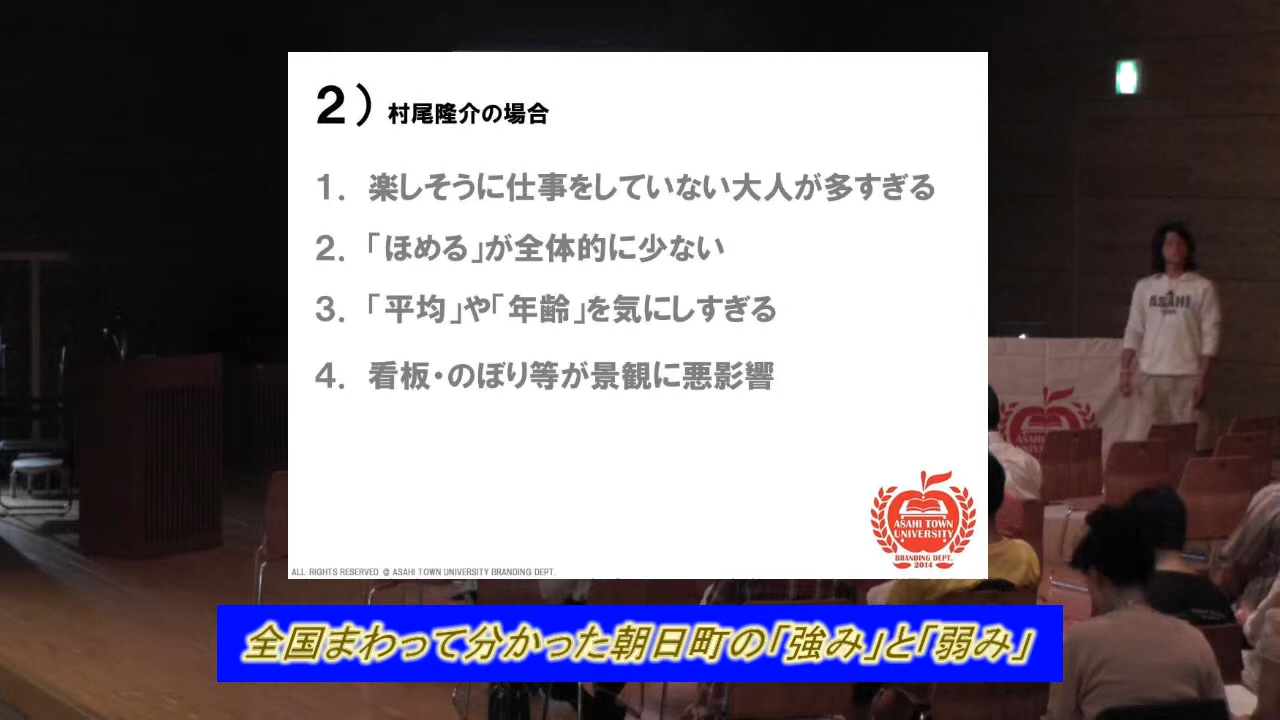 2）村尾隆介の場合
1. 楽しそうに仕事をしていない大人が多すぎる
2.「ほめる」が全体的に少ない
3.「平均」や「年齢」を気にしすぎる
4. 看板・のぼり等が景観に悪影響
ASAHI TOWN
UNIVERSITY
BRANDING DEPT.
2014
ALL RIGHTS RESERVED @ ASAHI TOWN UNIVERSITY BRANDING DEPT.
ASAHI
ASAHI TOWN
UNIVERSITY
全国まわって分かった朝日町の「強み」と「弱み」